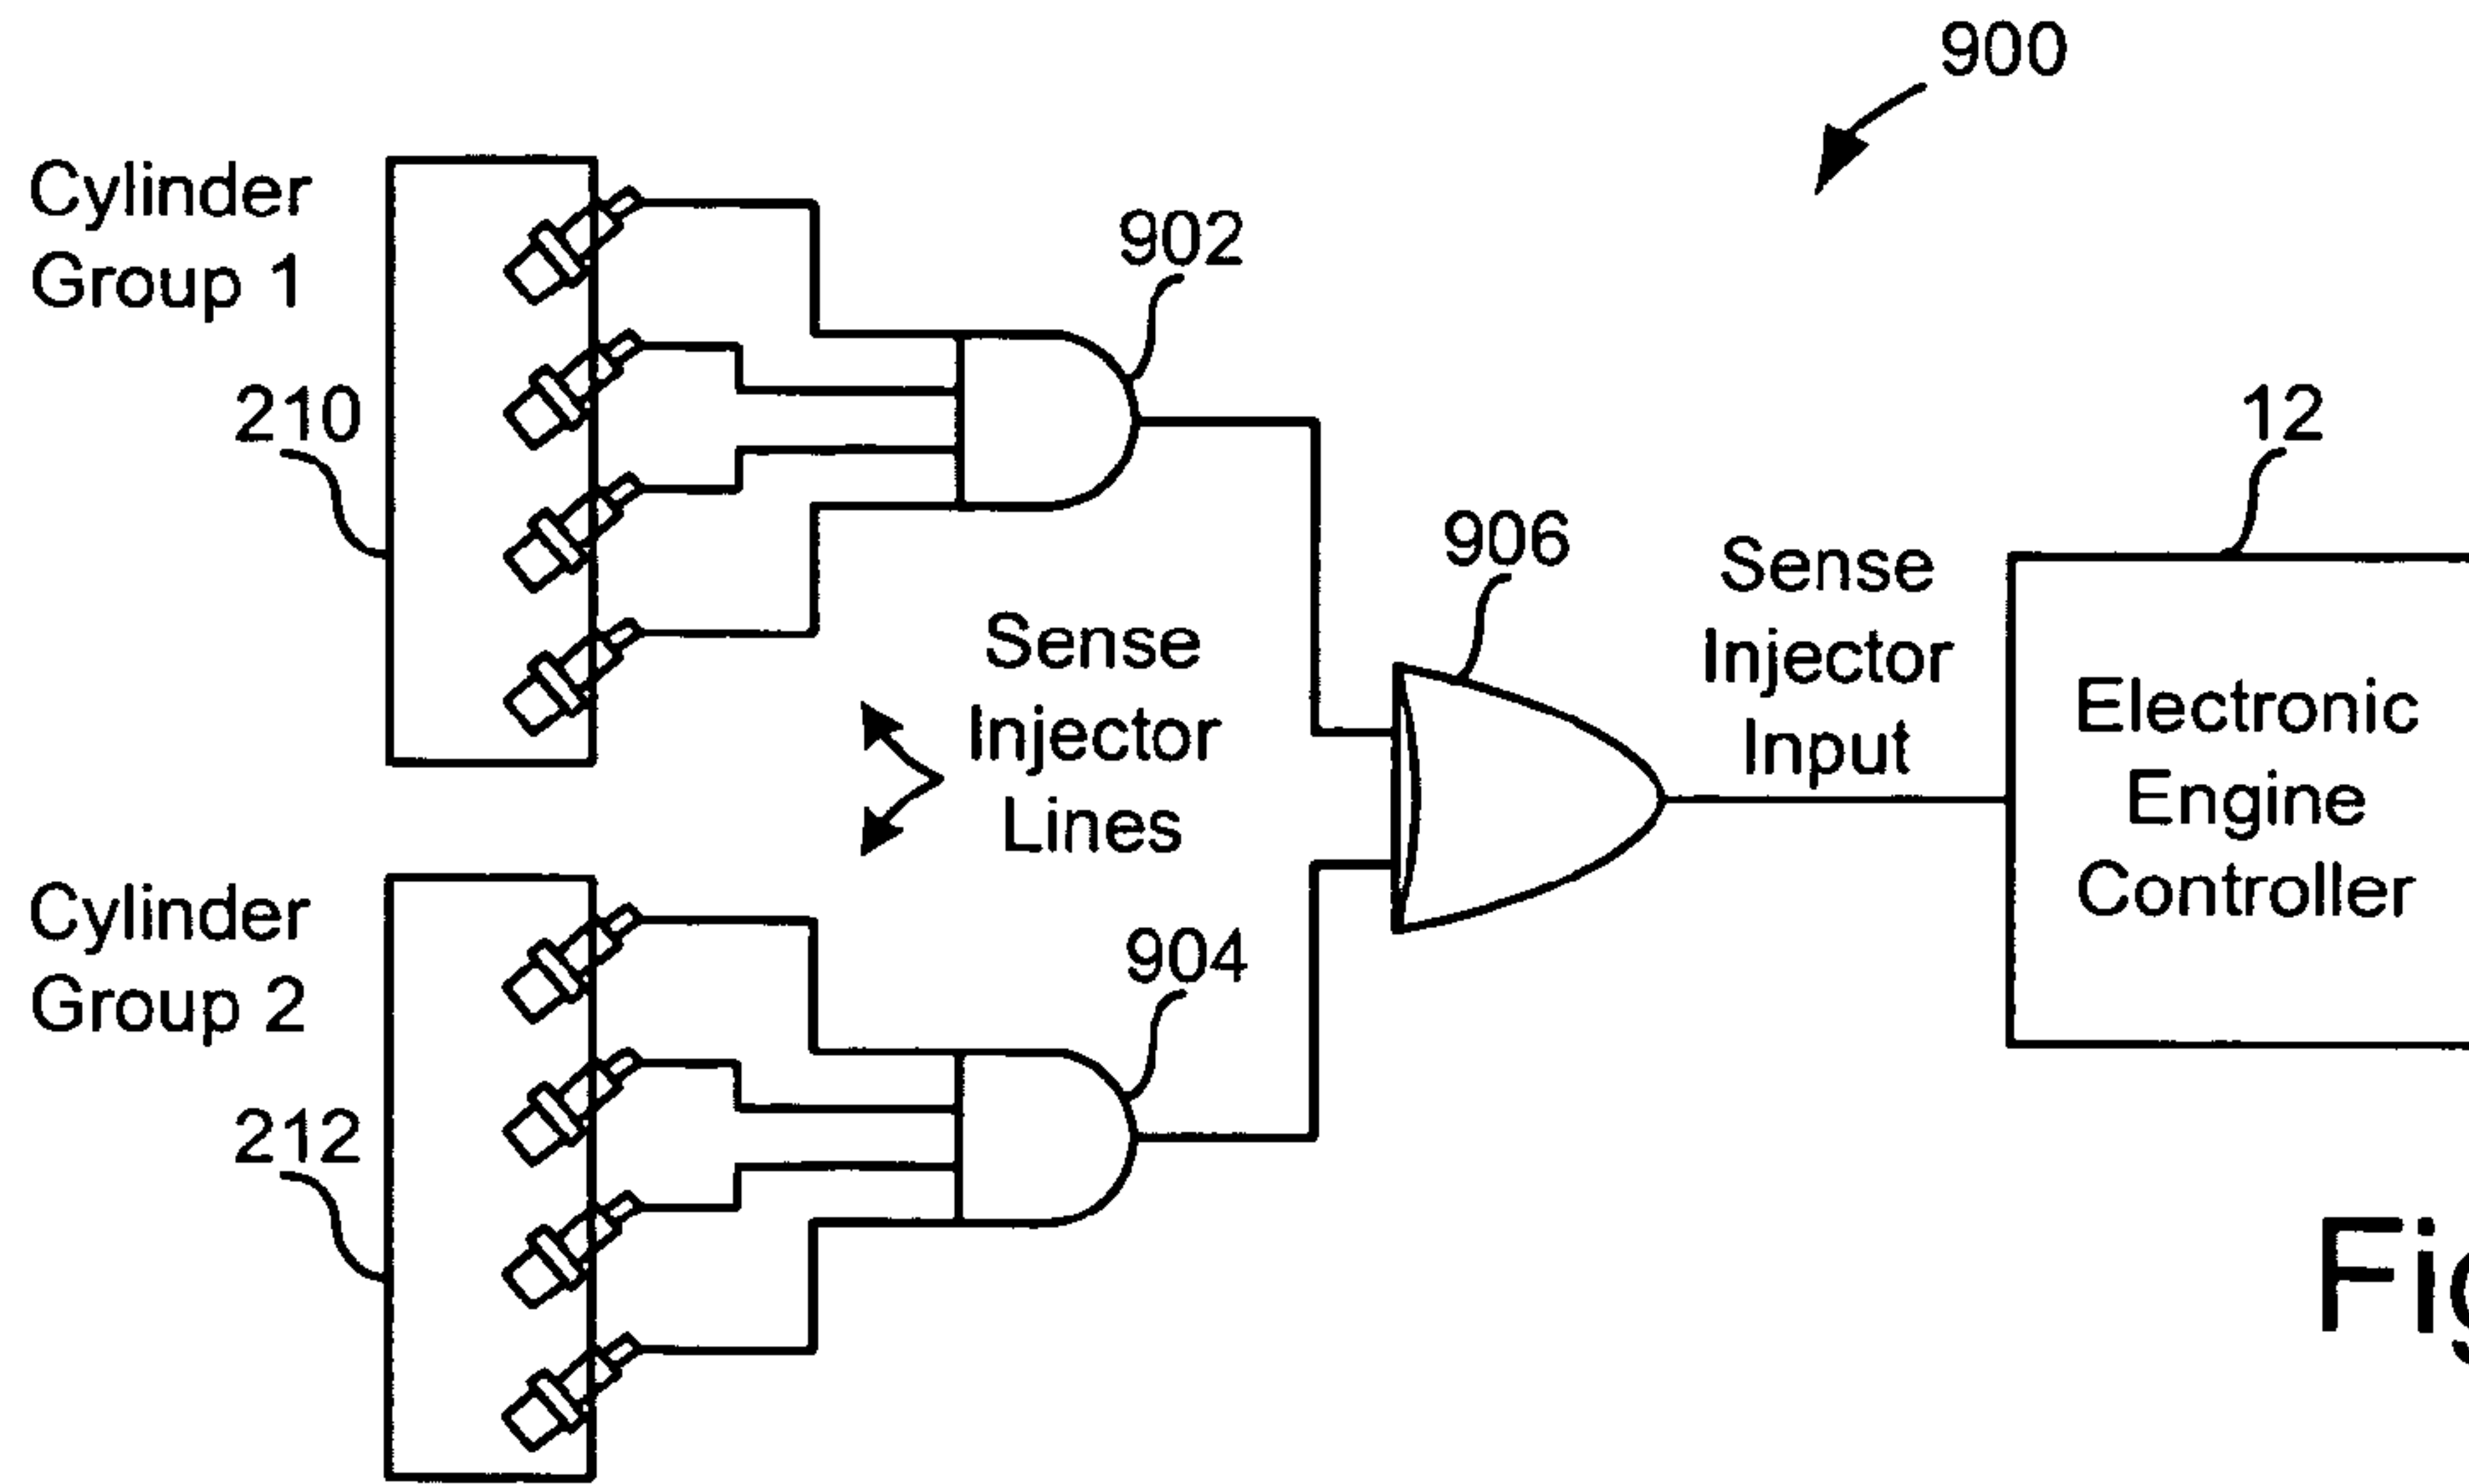 900
Cylinder
Group 1
902
210
12
906
Sense
Injector
Input
Sense
Injector
Lines
Electronic
Engine
Controller
Cylinder
Group 2
904
212